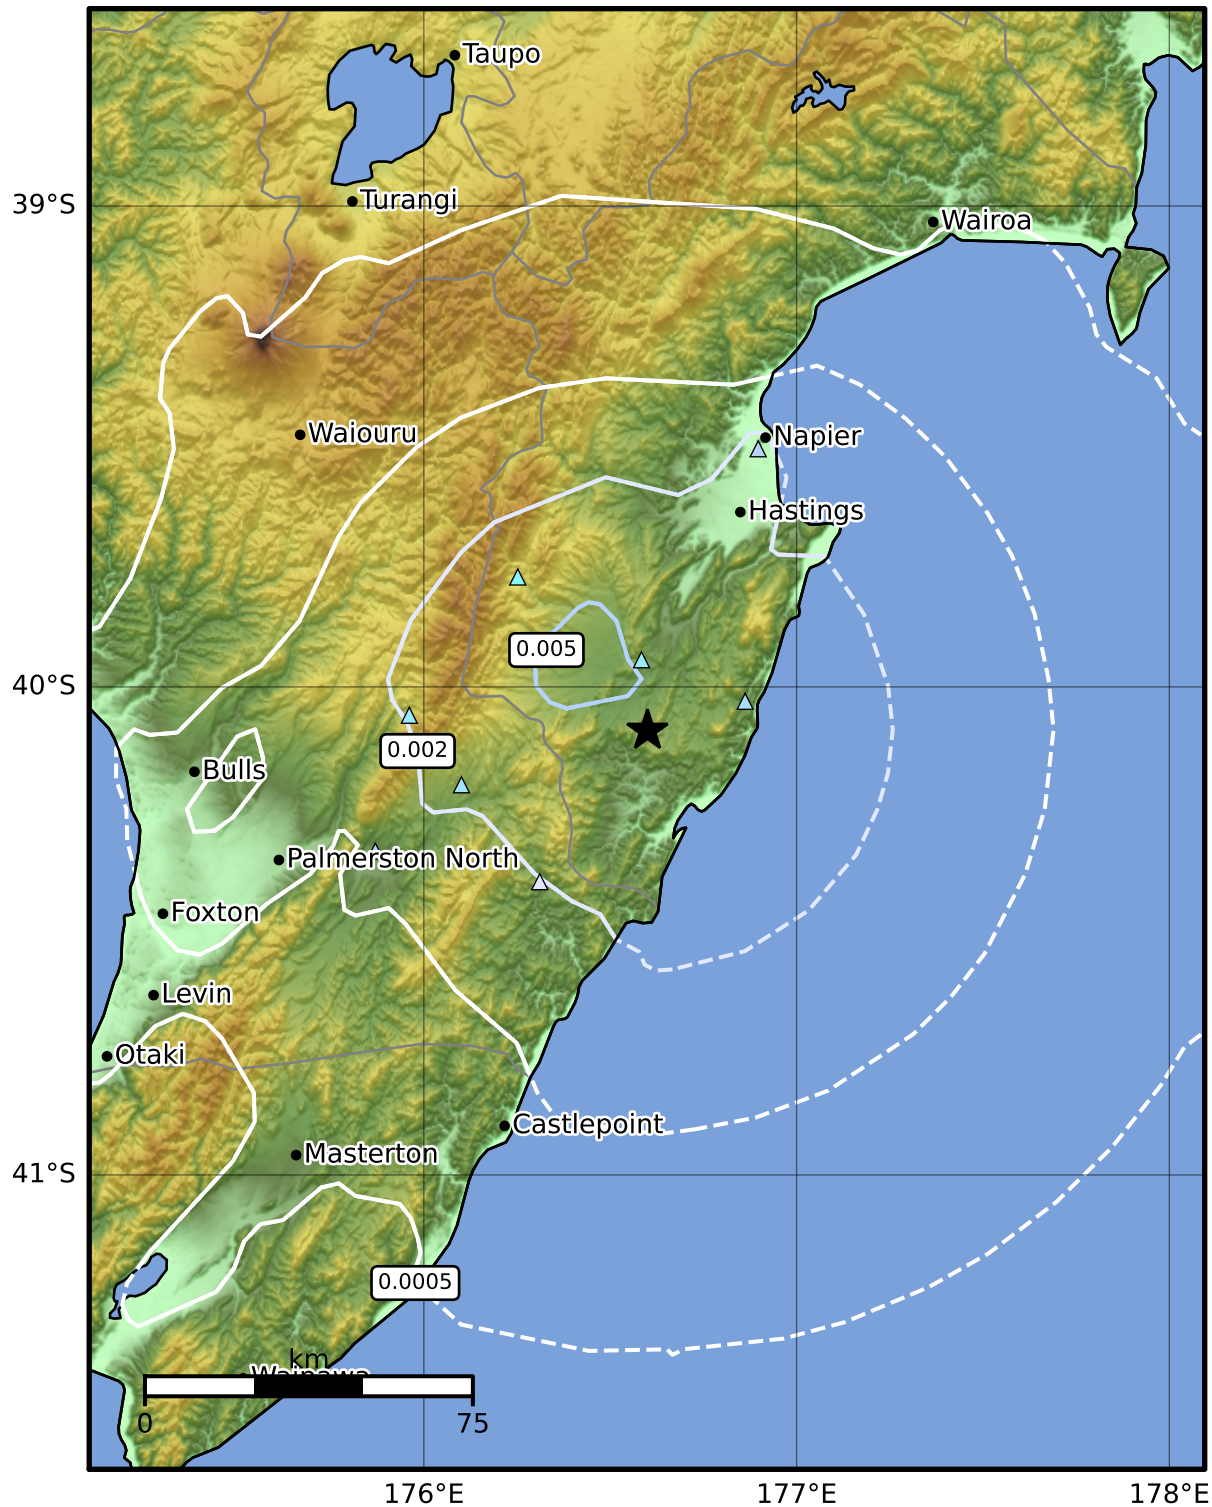 Taupo
39°S
Turangi
Wairoa
Waiouru
Napier
Hastings
0.005
40°S
0.002
Bulls
Palmerston North
Foxton
Levin
Otaki
Castlepoint
Masterton
41°S
0.0005
km
Waipawa
0
75
176°E
177°E
178°E